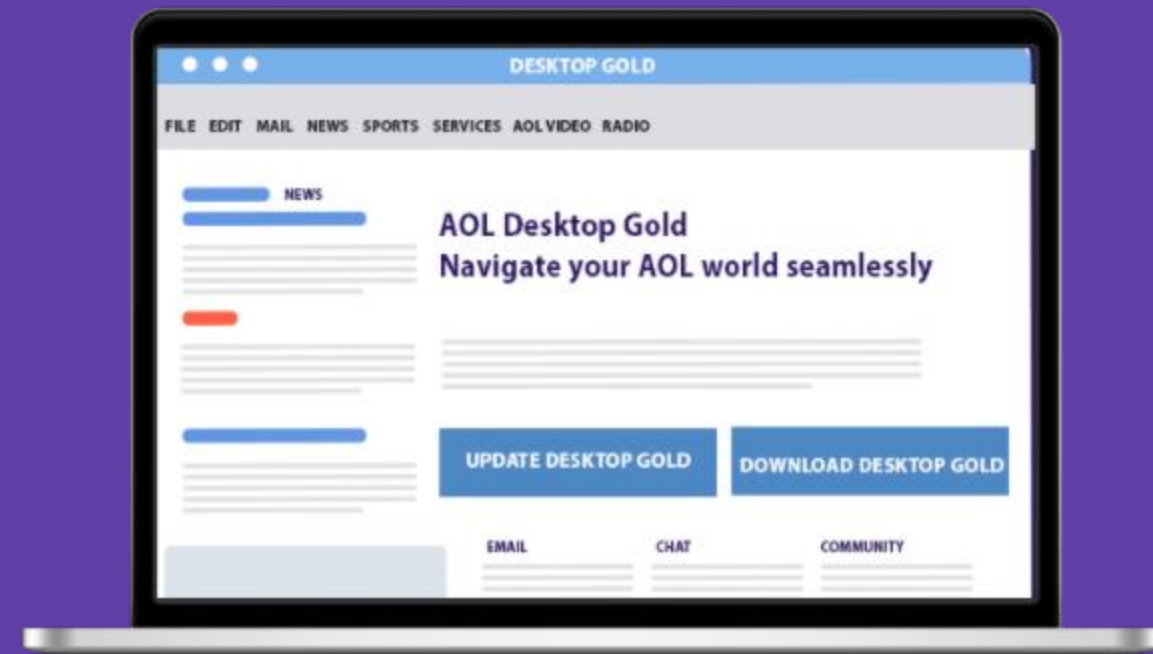 DESKTOP GOLD
FILE EDIT MAIL NEWS SPORTS SERVICES AOL VIDEO RADIO
NEWS
AOL Desktop Gold
Navigate your AOL world seamlessly
UPDATE DESKTOP GOLD
DOWNLOAD DESKTOP GOLD
EMAIL CHAT COMMUNITY